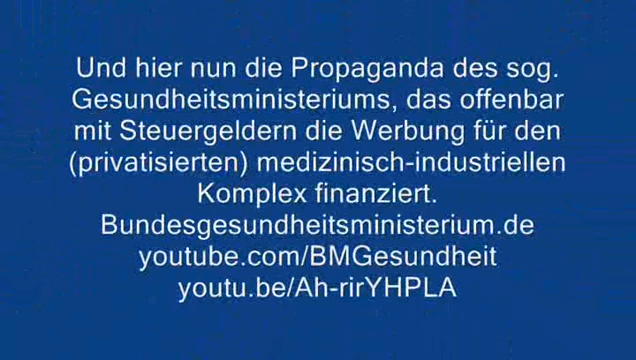 Und hier nun die Propaganda des sog.
Gesundheitsministeriums, das offenbar
mit Steuergeldern die Werbung für den
(privatisierten) medizinisch-industriellen
Komplex finanziert.
Bundesgesundheitsministerium.de
youtube.com/BMGesundheit
youtu.be/Ah-rirYHPLA